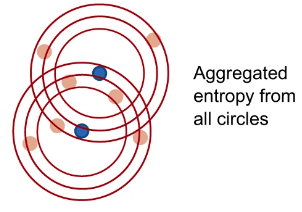 Aggregated
entropy from
all circles